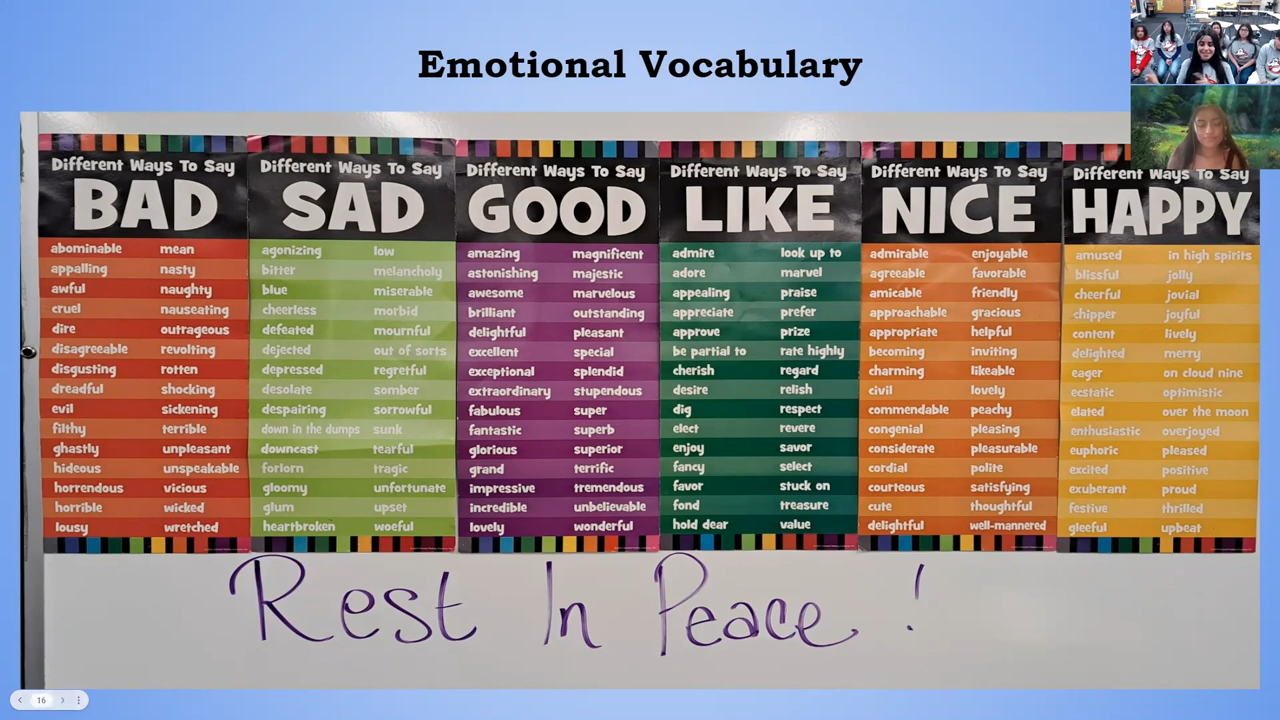 Emotional Vocabulary
Different Ways To Say
BAD
abominable mean
appalling nasty
awful naughty
cruel nauseating
dire outrageous
disagreeable revolting
disgusting rotten
dreadful shocking
evil sickening
filthy terrible
ghastly unpleasant
hideous unspeakable
horrendous vicious
horrible wicked
lousy wretched
Different Ways To Say
SAD
agonizing low
bitter melancholy
blue miserable
cheerless morbid
defeated mournful
dejected out of sorts
depressed regretful
desolate somber
despairing sorrowful
down in the dumps sunk
downcast tearful
forlorn tragic
gloomy unfortunate
glum upset
heartbroken woeful
Different Ways To Say
GOOD
amazing magnificent
astonishing majestic
awesome marvelous
brilliant outstanding
delightful pleasant
excellent special
exceptional splendid
extraordinary stupendous
fabulous super
fantastic superb
glorious superior
grand terrific
impressive tremendous
incredible unbelievable
lovely wonderful
Different Ways To Say
LIKE
admire look up to
adore marvel
appealing praise
appreciate prefer
approve prize
be partial to rate highly
cherish regard
desire relish
dig respect
elect revere
enjoy savor
fancy select
favor stuck on
fond treasure
hold dear value
Different Ways To Say
NICE
admirable enjoyable
agreeable favorable
amicable friendly
approachable gracious
appropriate helpful
becoming inviting
charming likeable
civil lovely
commendable peachy
congenial pleasing
considerate pleasurable
cordial polite
courteous satisfying
cute thoughtful
delightful well-mannered
Different Ways To Say
HAPPY
amused in high spirits
blissful jolly
cheerful jovial
chipper joyful
content lively
delighted merry
eager on cloud nine
ecstatic optimistic
elated over the moon
enthusiastic overjoyed
euphoric pleased
excited positive
exuberant proud
festive thrilled
gleeful upbeat
Rest In Peace !
16